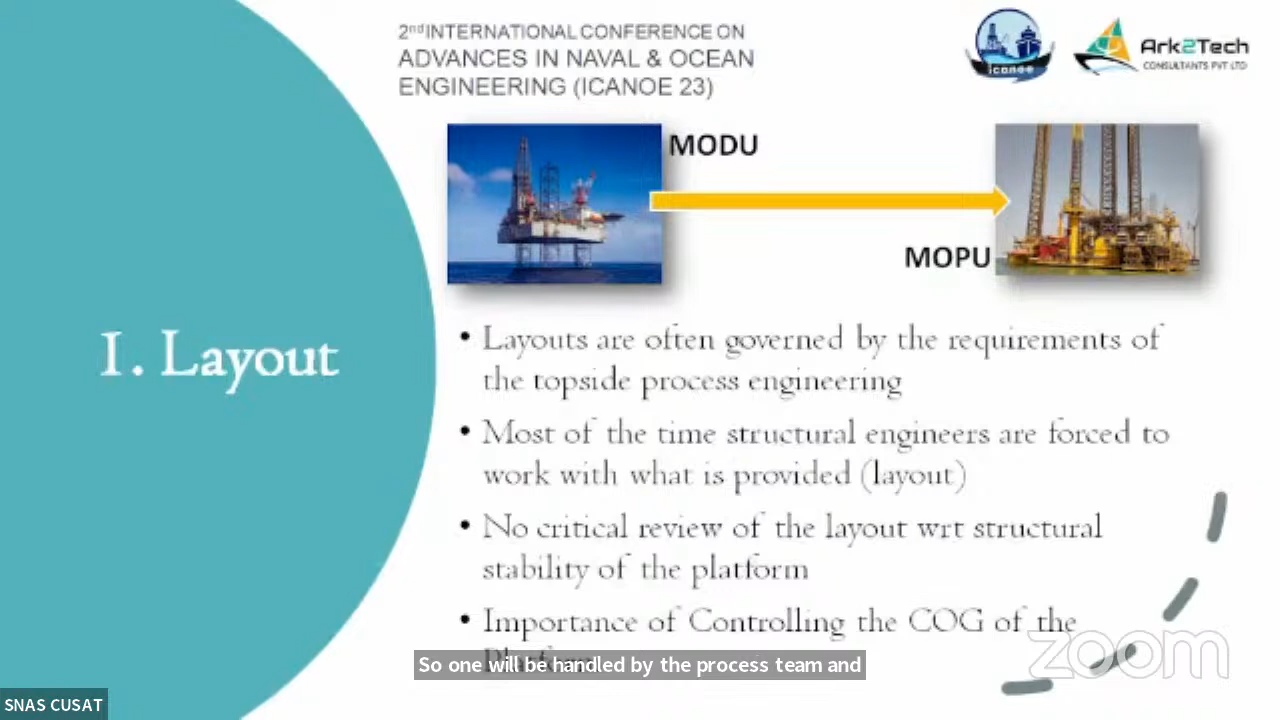 2nd INTERNATIONAL CONFERENCE ON
ADVANCES IN NAVAL & OCEAN
ENGINEERING (ICANOE 23)
icanoe
Ark2Tech
CONSULTANTS PVT LTD
MODU
MOPU
1. Layout
• Layouts are often governed by the requirements of
the topside process engineering
• Most of the time structural engineers are forced to
work with what is provided (layout)
• No critical review of the layout wrt structural
stability of the platform
• Importance of Controlling the COG of the
zoom
So one will be handled by the process team and
SNAS CUSAT